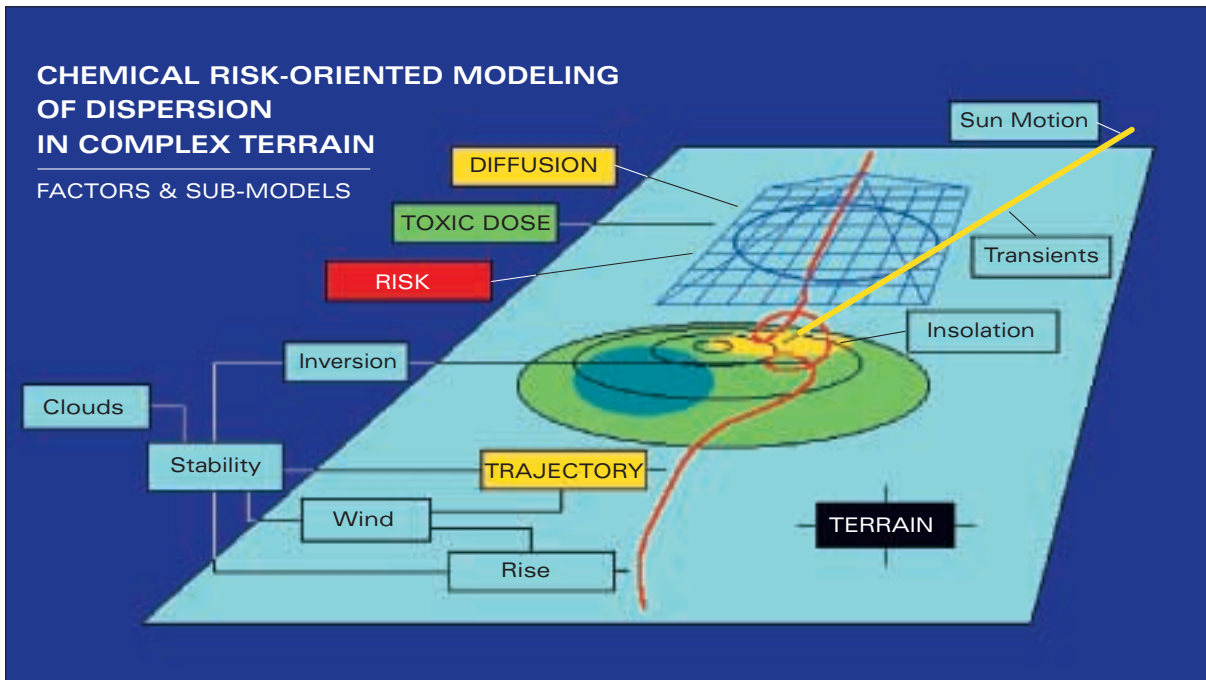 CHEMICAL RISK-ORIENTED MODELING
OF DISPERSION
IN COMPLEX TERRAIN
FACTORS & SUB-MODELS
Sun Motion
DIFFUSION
TOXIC DOSE
Transients
RISK
Insolation
Inversion
Clouds
Stability
TRAJECTORY
Wind
TERRAIN
Rise